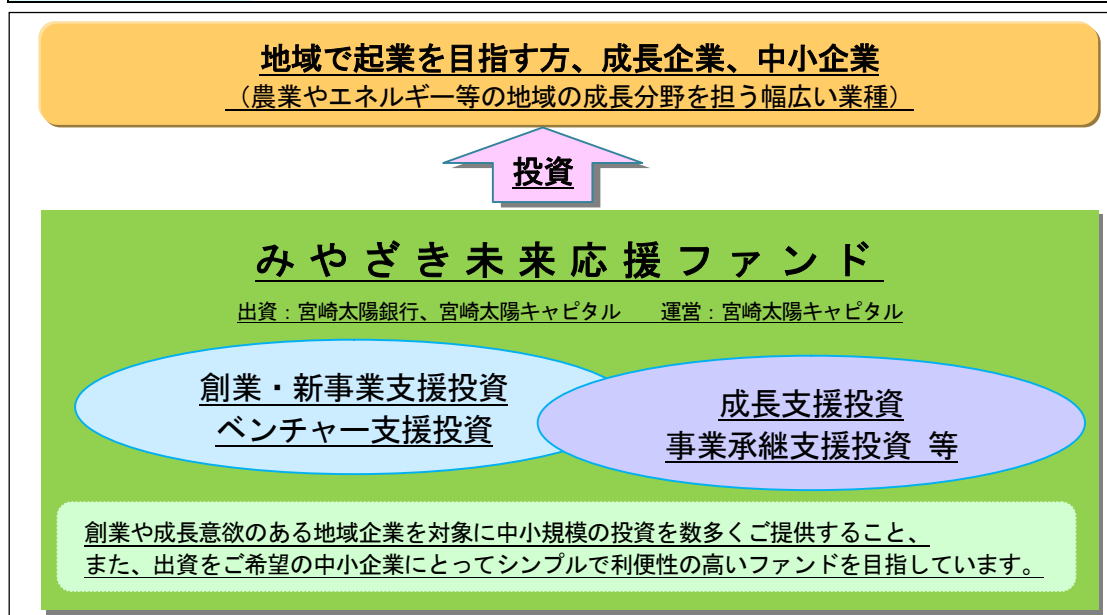 地域で起業を目指す方、成長企業、中小企業
（農業やエネルギー等の地域の成長分野を担う幅広い業種）
投資
みやざき未来応援ファンド
出資：宮崎太陽銀行、宮崎太陽キャピタル　　運営：宮崎太陽キャピタル
創業・新事業支援投資
ベンチャー支援投資
成長支援投資
事業承継支援投資 等
創業や成長意欲のある地域企業を対象に中小規模の投資を数多くご提供すること、
また、出資をご希望の中小企業にとってシンプルで利便性の高いファンドを目指しています。